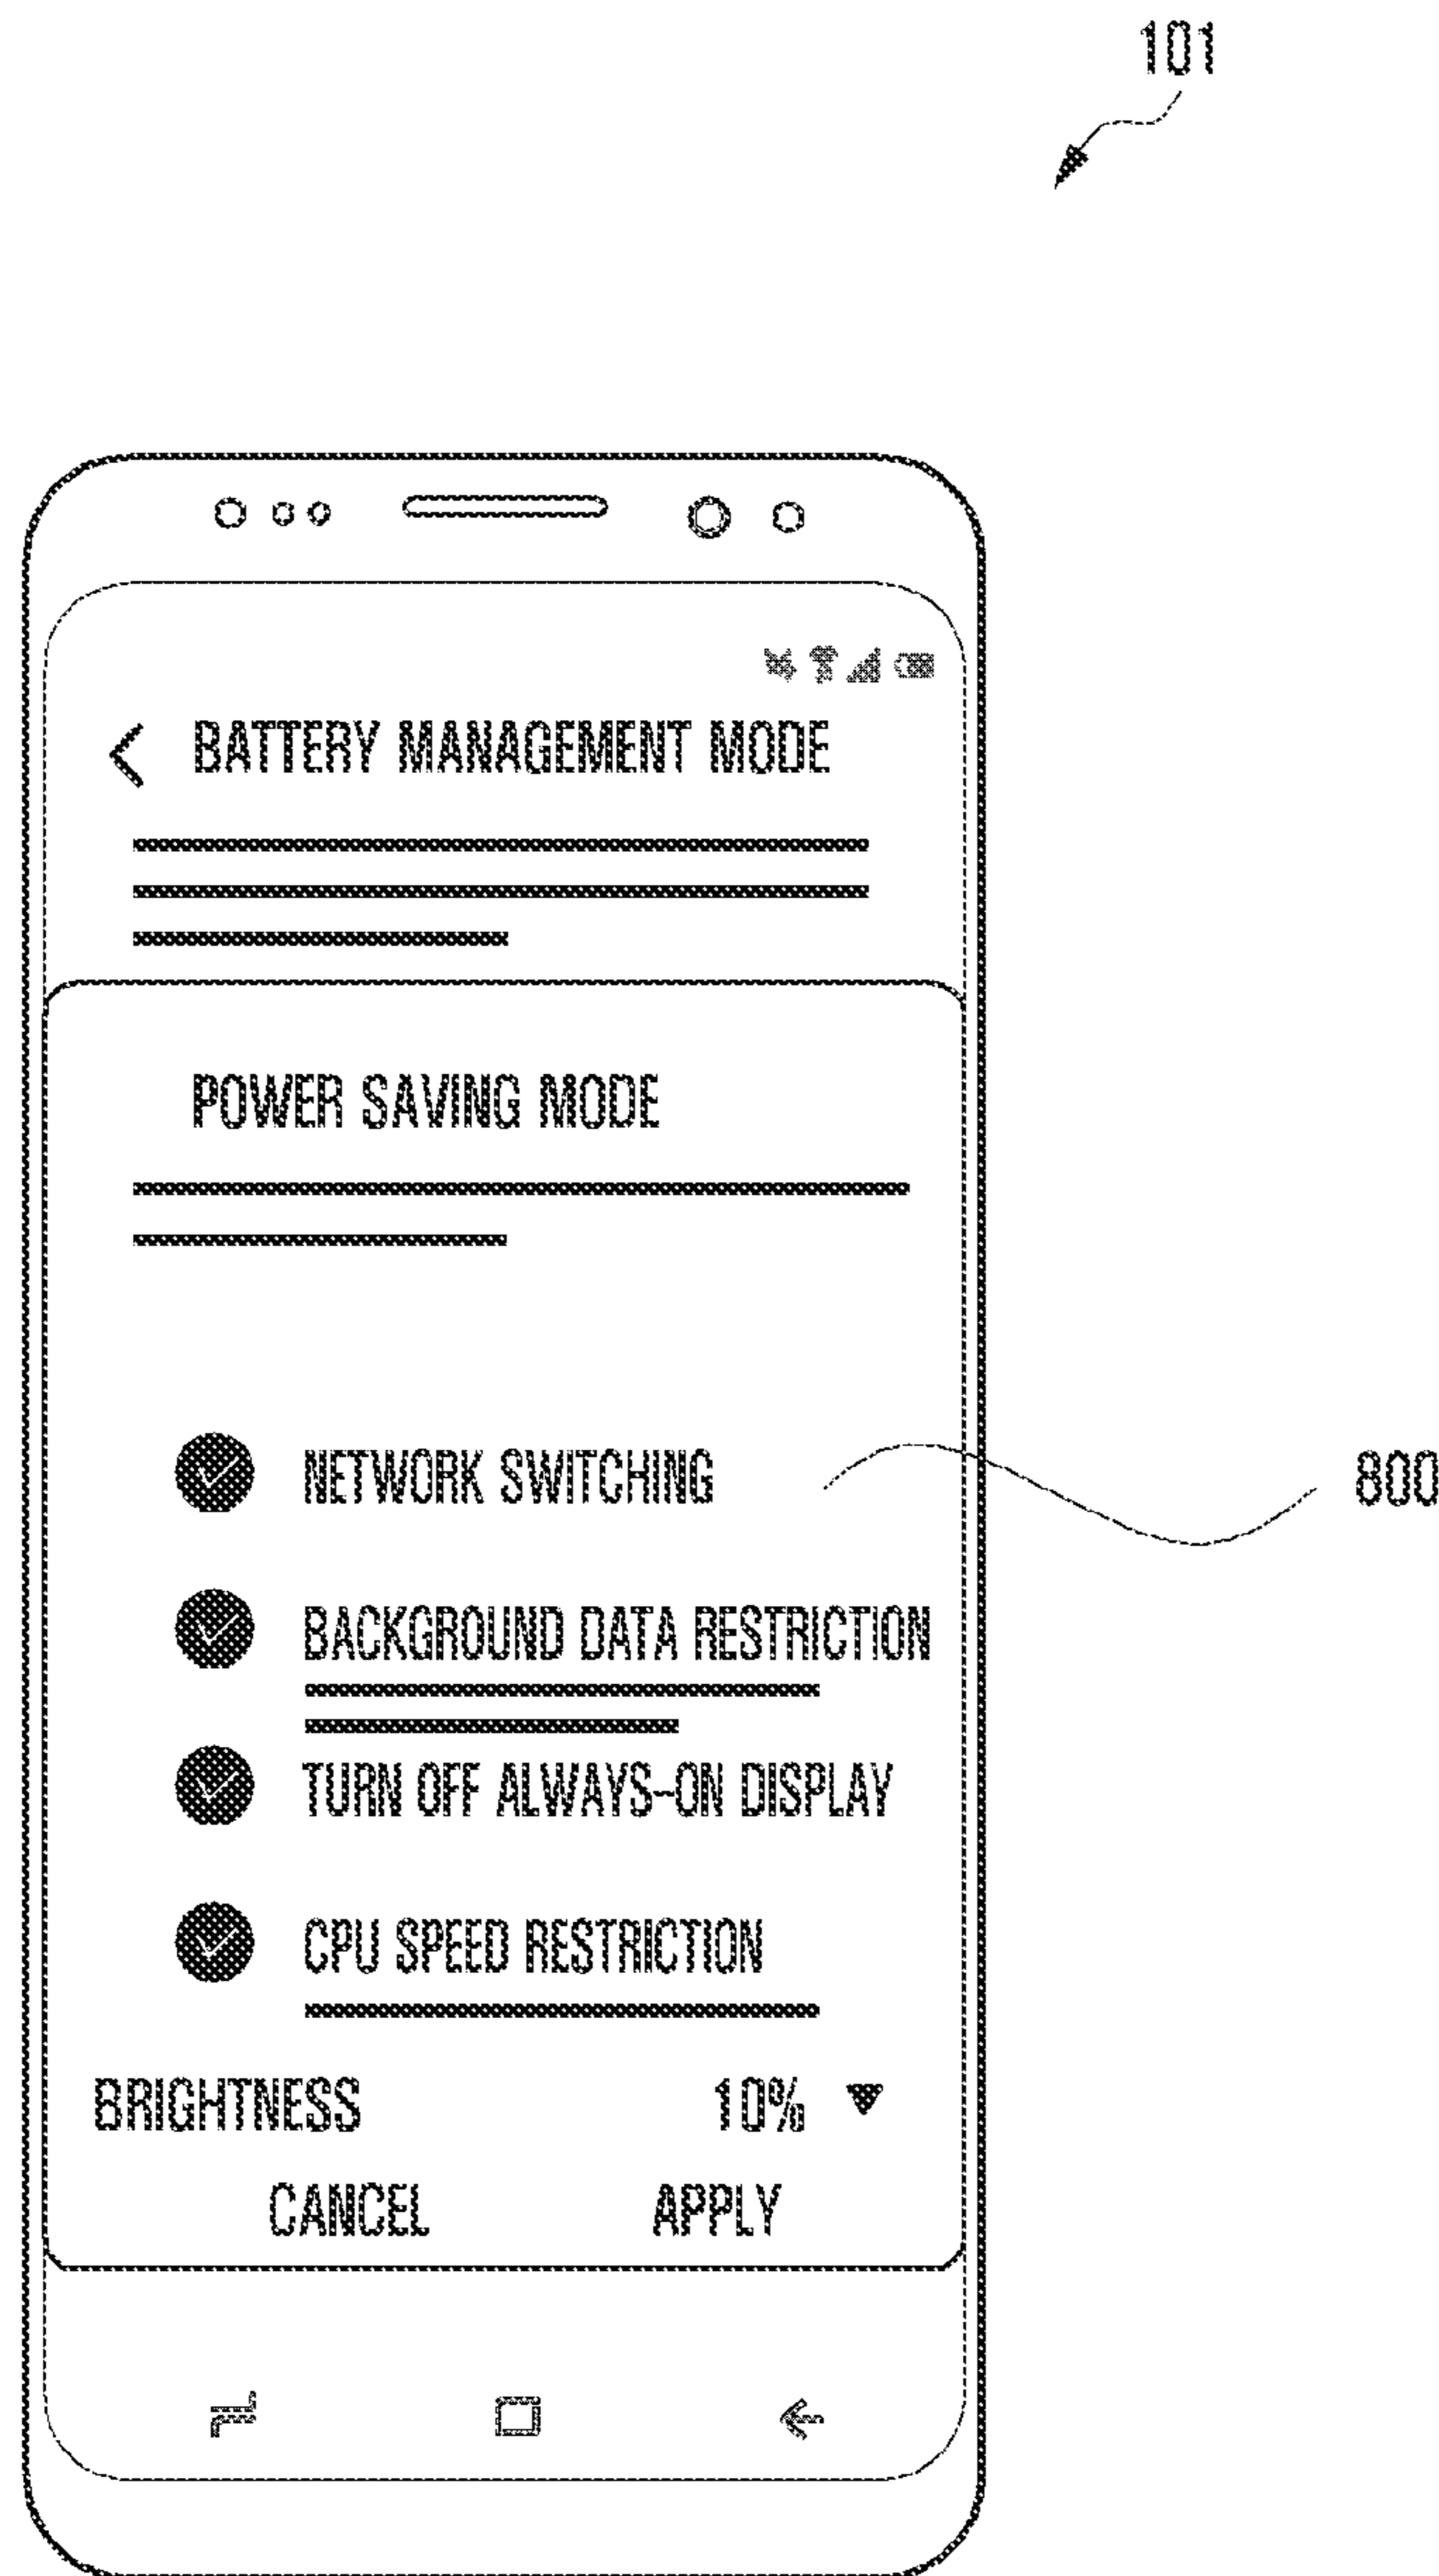 101
BATTERY MANAGEMENT MODE
POWER SAVING MODE
NETWORK SWITCHING
800
BACKGROUND DATA RESTRICTION
TURN OFF ALWAYS-ON DISPLAY
CPU SPEED RESTRICTION
BRIGHTNESS 10%
CANCEL APPLY